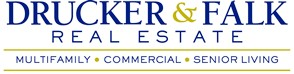 DRUCKER & FALK
REAL ESTATE
MULTIFAMILY • COMMERCIAL • SENIOR LIVING